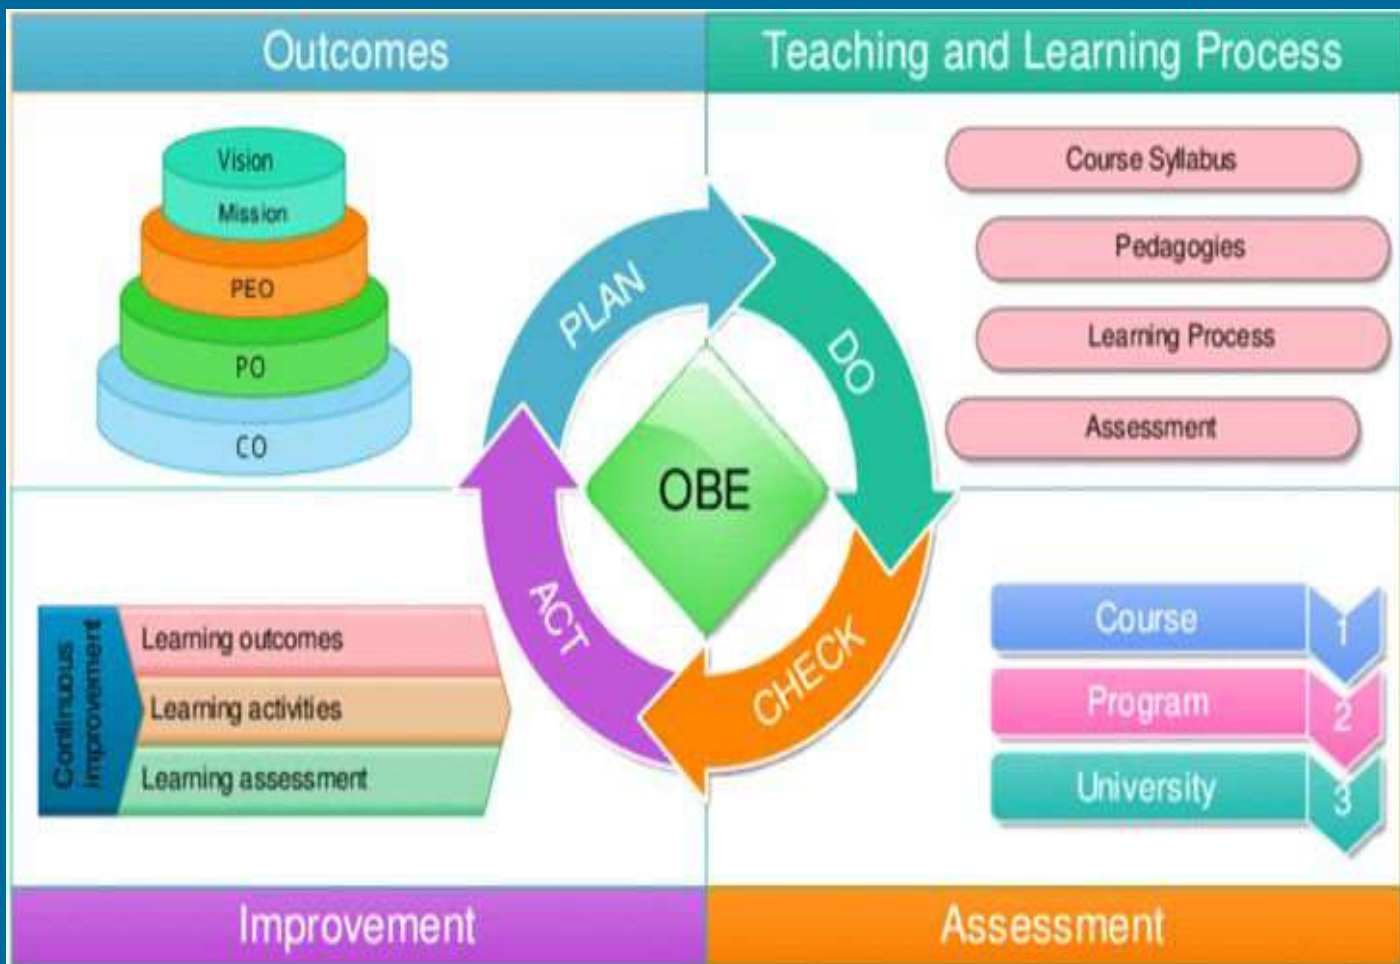 Outcomes
Teaching and Learning Process
Vision
Mission
PEO
PO
CO
Course Syllabus
Pedagogies
Learning Process
Assessment
PLAN
DO
CHECK
ACT
OBE
Continuous
improvement
Learning outcomes
Learning activities
Learning assessment
Course 1
Program 2
University 3
Improvement
Assessment